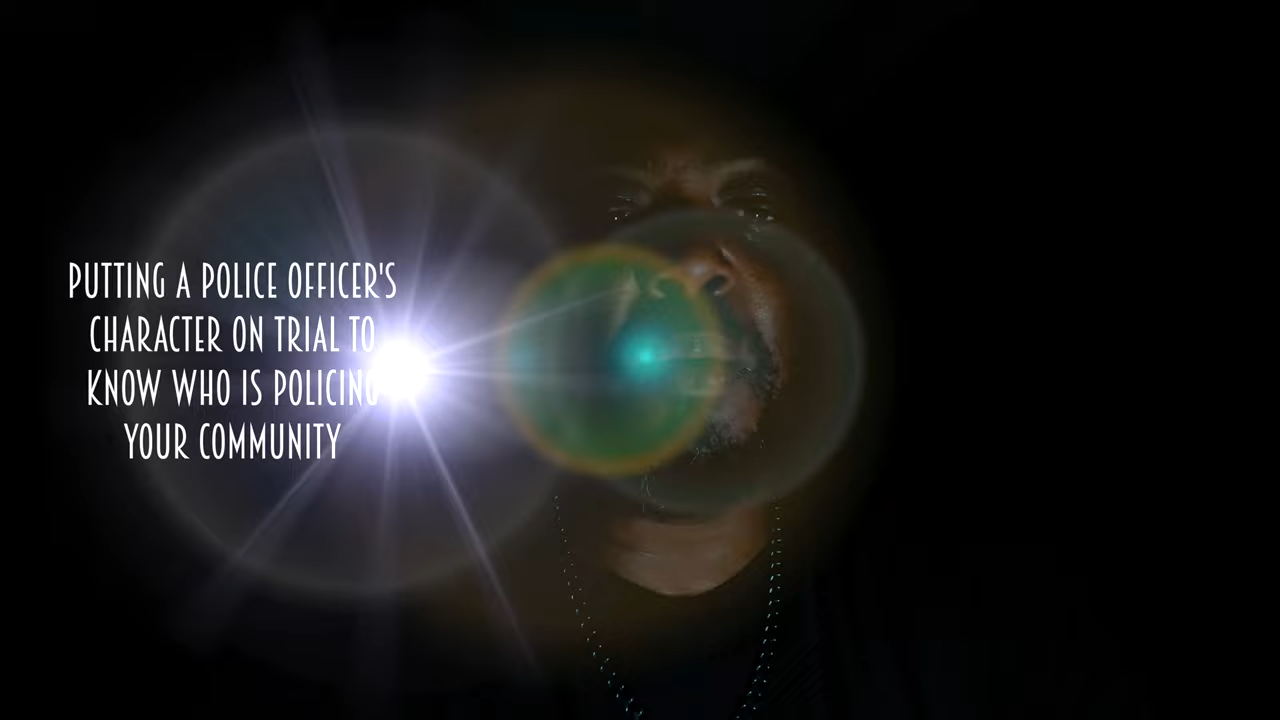 PUTTING A POLICE OFFICER'S
CHARACTER ON TRIAL TO
KNOW WHO IS POLICING
YOUR COMMUNITY